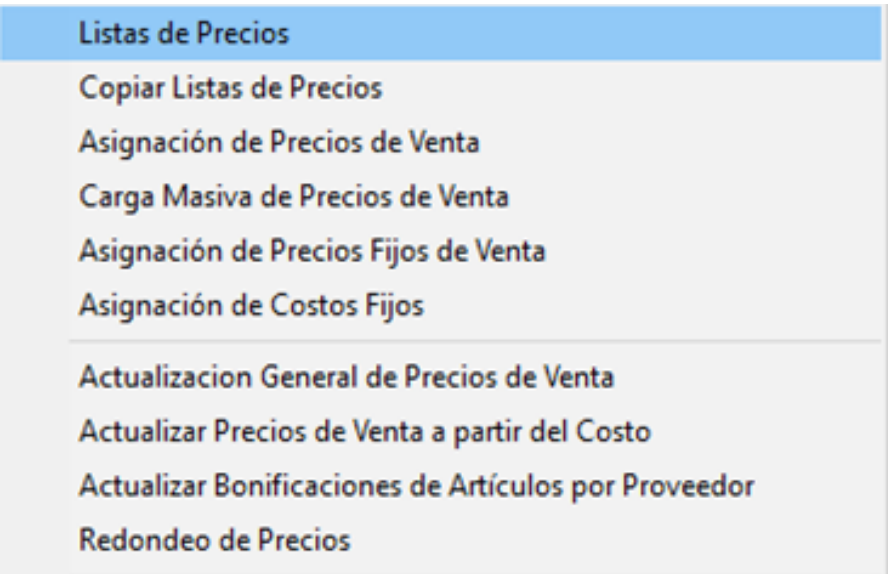 Listas de Precios
Copiar Listas de Precios
Asignación de Precios de Venta
Carga Masiva de Precios de Venta
Asignación de Precios Fijos de Venta
Asignación de Costos Fijos
Actualizacion General de Precios de Venta
Actualizar Precios de Venta a partir del Costo
Actualizar Bonificaciones de Artículos por Proveedor
Redondeo de Precios